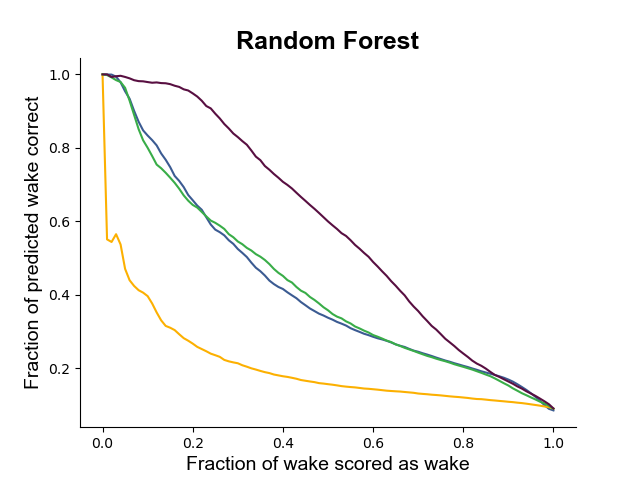 Random Forest
Fraction of predicted wake correct
1.0
0.8
0.6
0.4
0.2
0.0 0.2 0.4 0.6 0.8 1.0
Fraction of wake scored as wake